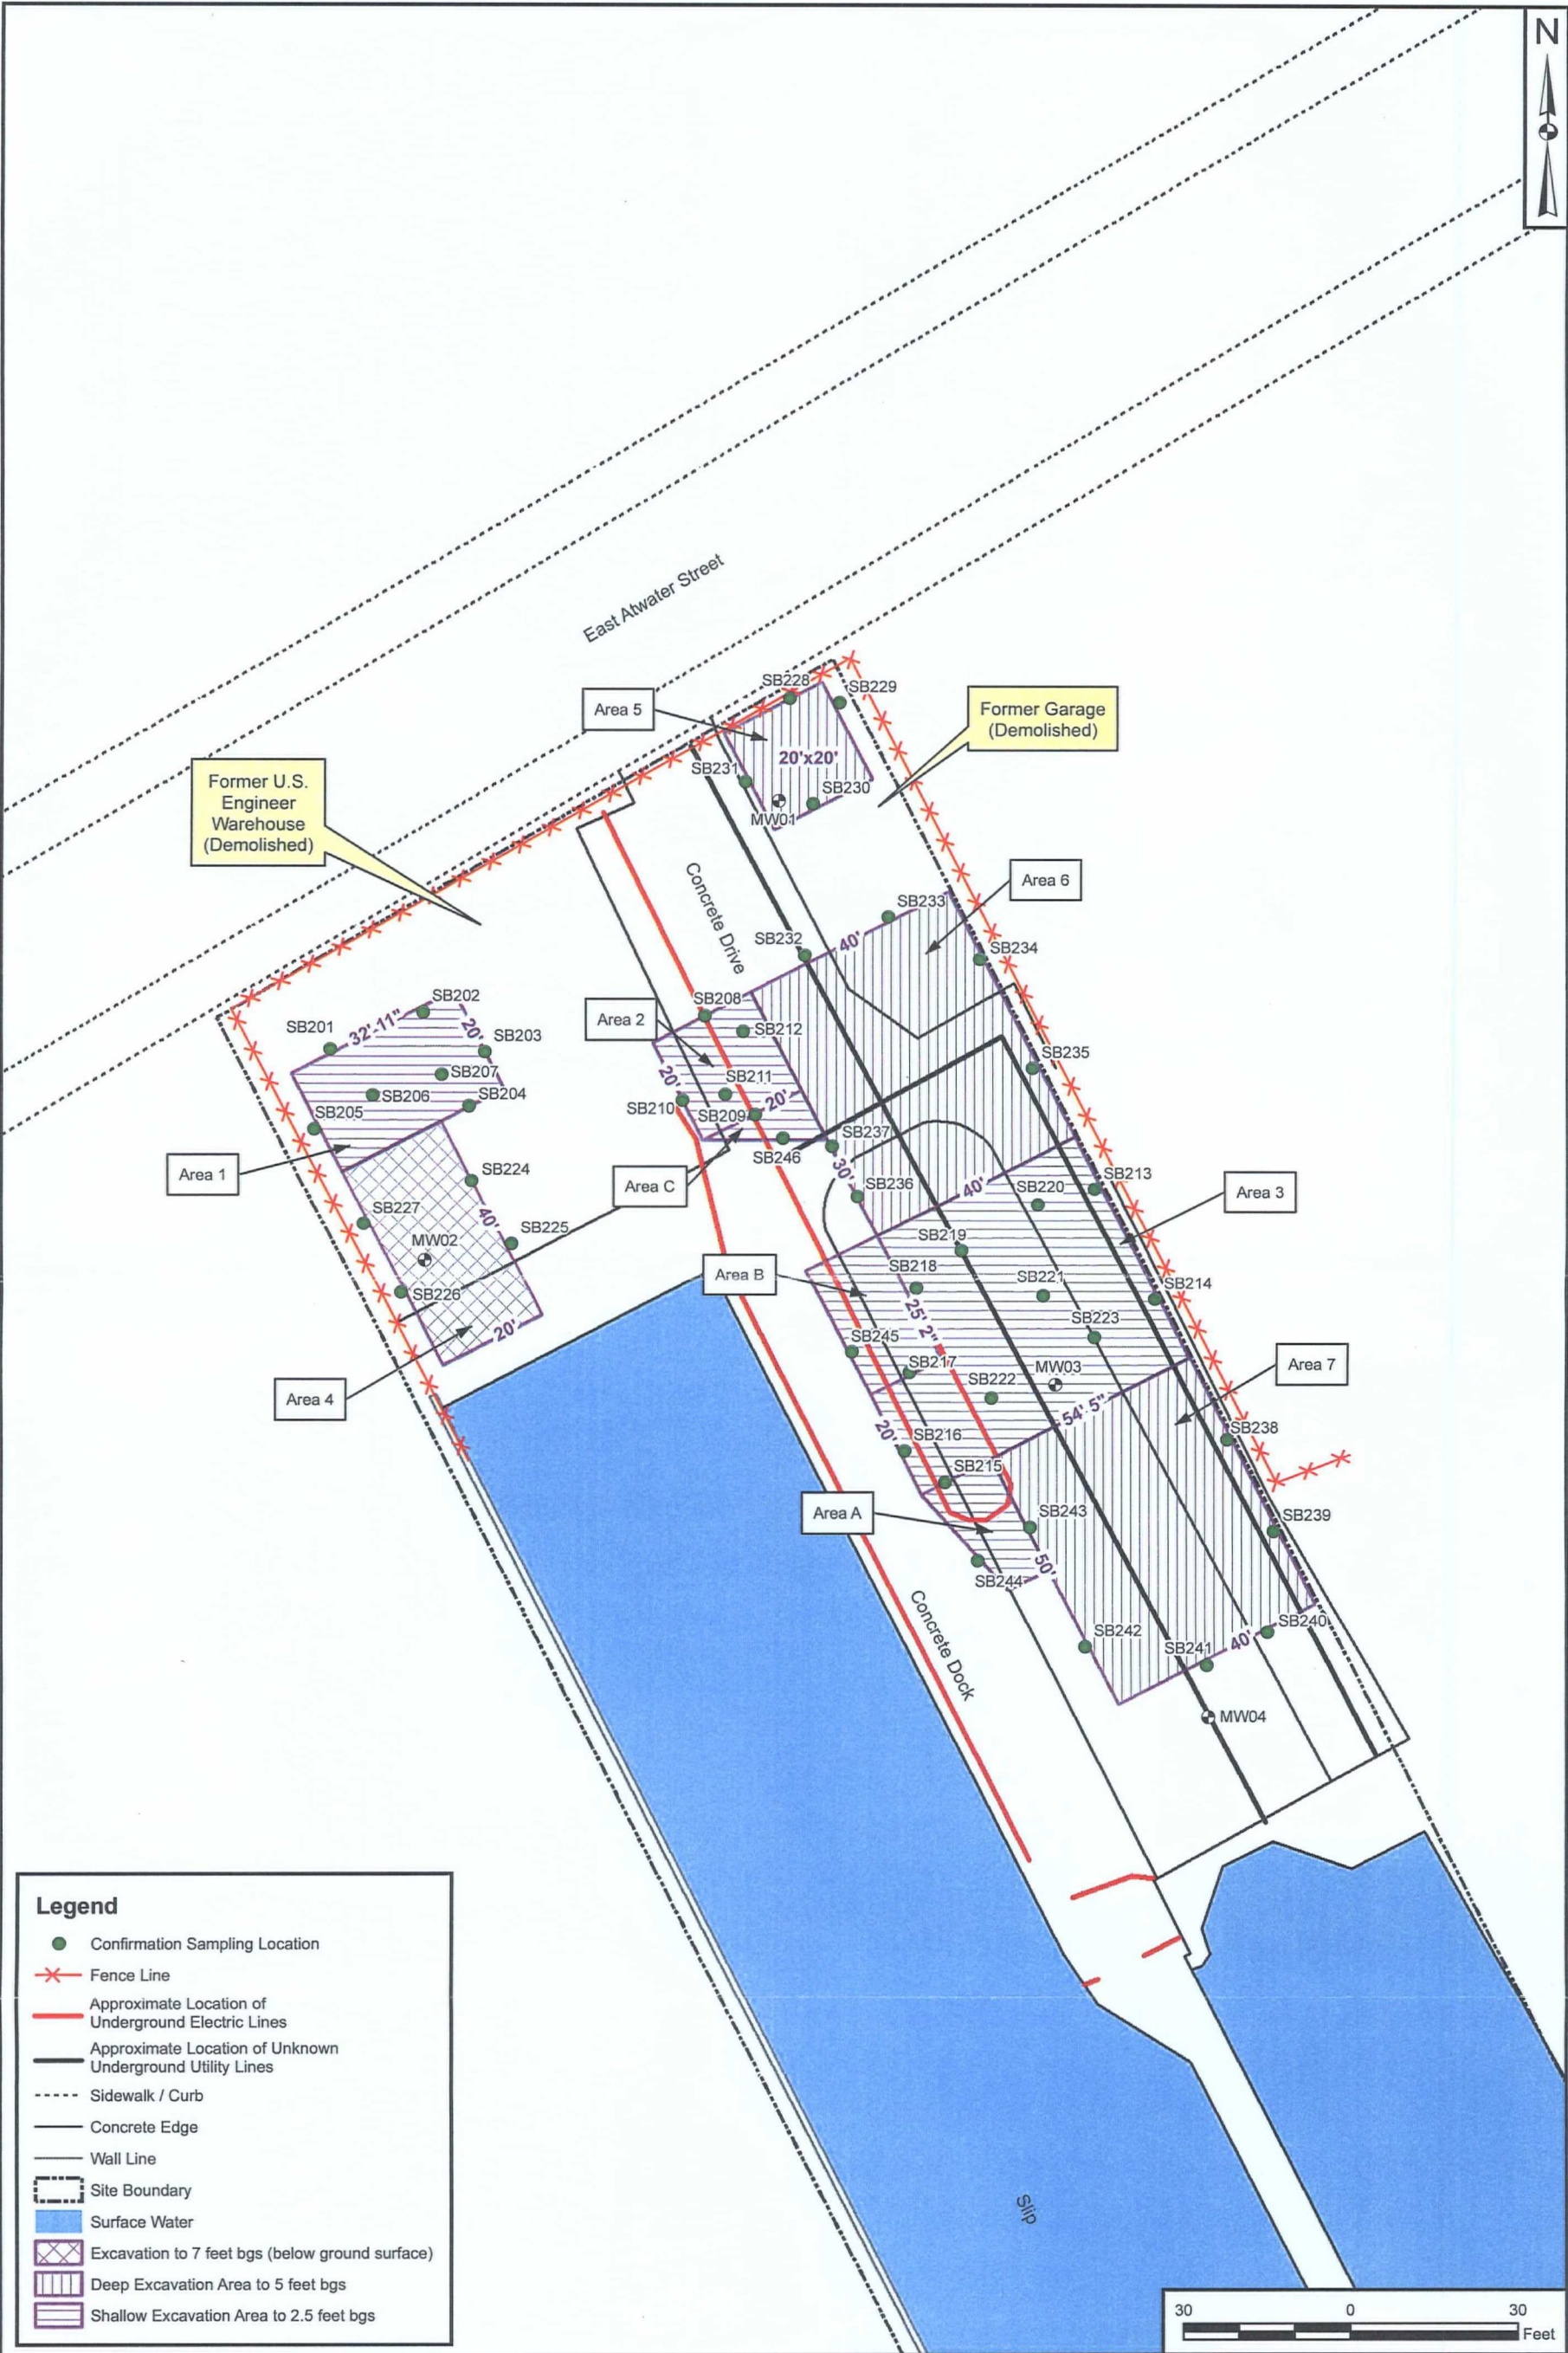 N
East Atwater Street
SB228
SB229
Area 5
Former Garage
(Demolished)
20'x20'
SB231
SB230
MW01
Former U.S.
Engineer
Warehouse
(Demolished)
Concrete Drive
Area 6
SB233
40'
SB232
SB234
SB202
SB208
32'-11"
20'
Area 2
SB201
SB212
SB203
SB235
SB207
SB211
20'
SB206
SB204
20'
SB210
SB209
SB205
SB237
SB246
Area 1
SB224
30'
Area C
SB213
SB220
40'
SB236
Area 3
SB227
40'
SB225
MW02
SB219
Area B
SB218
SB221
SB214
SB226
25' 2"
SB223
20'
SB245
SB217
MW03
Area 7
Area 4
SB222
54' 5"
20'
SB216
SB238
SB215
Area A
SB243
SB239
50'
SB244
Concrete Dock
SB242
SB241
40'
SB240
MW04
Slip
Legend
Confirmation Sampling Location
Fence Line
Approximate Location of
Underground Electric Lines
Approximate Location of Unknown
Underground Utility Lines
Sidewalk / Curb
Concrete Edge
Wall Line
Site Boundary
Surface Water
Excavation to 7 feet bgs (below ground surface)
Deep Excavation Area to 5 feet bgs
Shallow Excavation Area to 2.5 feet bgs
30 0 30
Feet